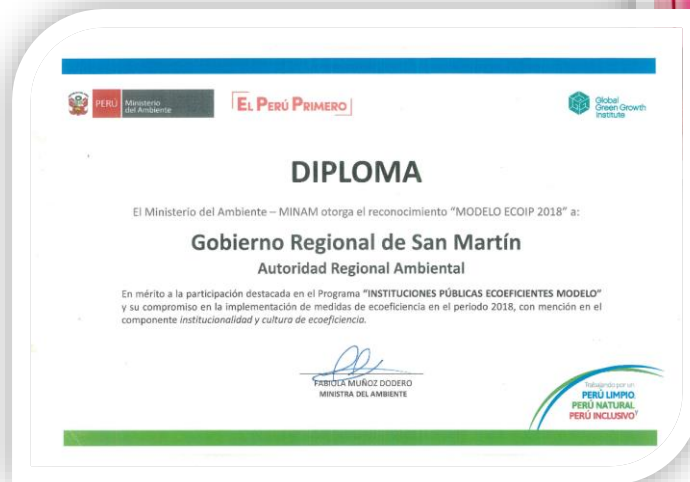 PERÚ Ministerio del Ambiente
EL PERÚ PRIMERO
Global Green Growth Institute
DIPLOMA
El Ministerio del Ambiente – MINAM otorga el reconocimiento "MODELO ECOIP 2018" a:
Gobierno Regional de San Martín
Autoridad Regional Ambiental
En mérito a la participación destacada en el Programa "INSTITUCIONES PÚBLICAS ECOEFICIENTES MODELO"
y su compromiso en la implementación de medidas de ecoeficiencia en el periodo 2018, con mención en el
componente institucionalidad y cultura de ecoeficiencia.
FABIOLA MUÑOZ DODERO
MINISTRA DEL AMBIENTE
Trabajando por un
PERÚ LIMPIO
PERÚ NATURAL
PERÚ INCLUSIVO